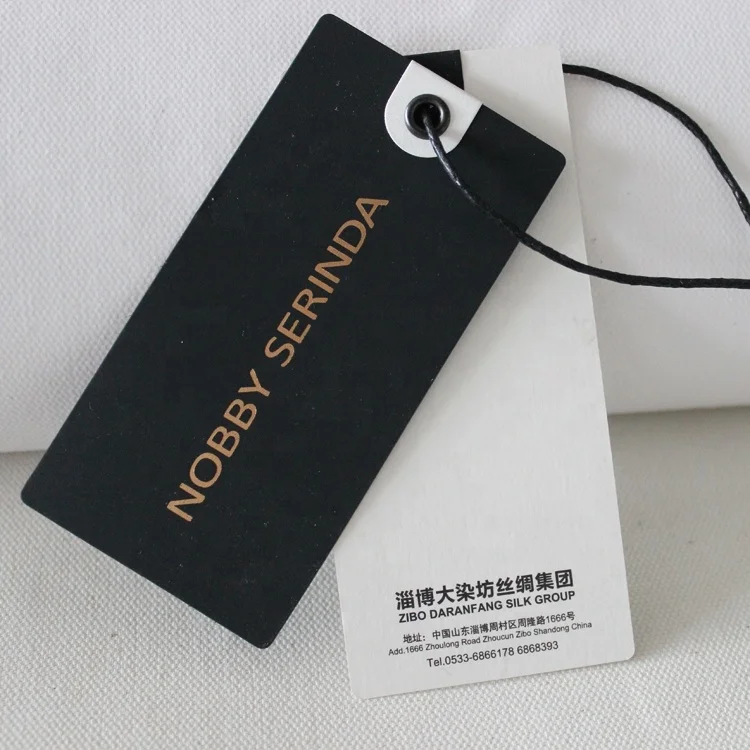 NOBBY SERINDA
淄博大染坊丝绸集团
ZIBO DARANFANG SILK GROUP
地址：中国山东淄博周村区周隆路1666号
Add.1666 Zhoulong Road Zhoucun Zibo Shandong China
Tel.0533-6866178 6868393